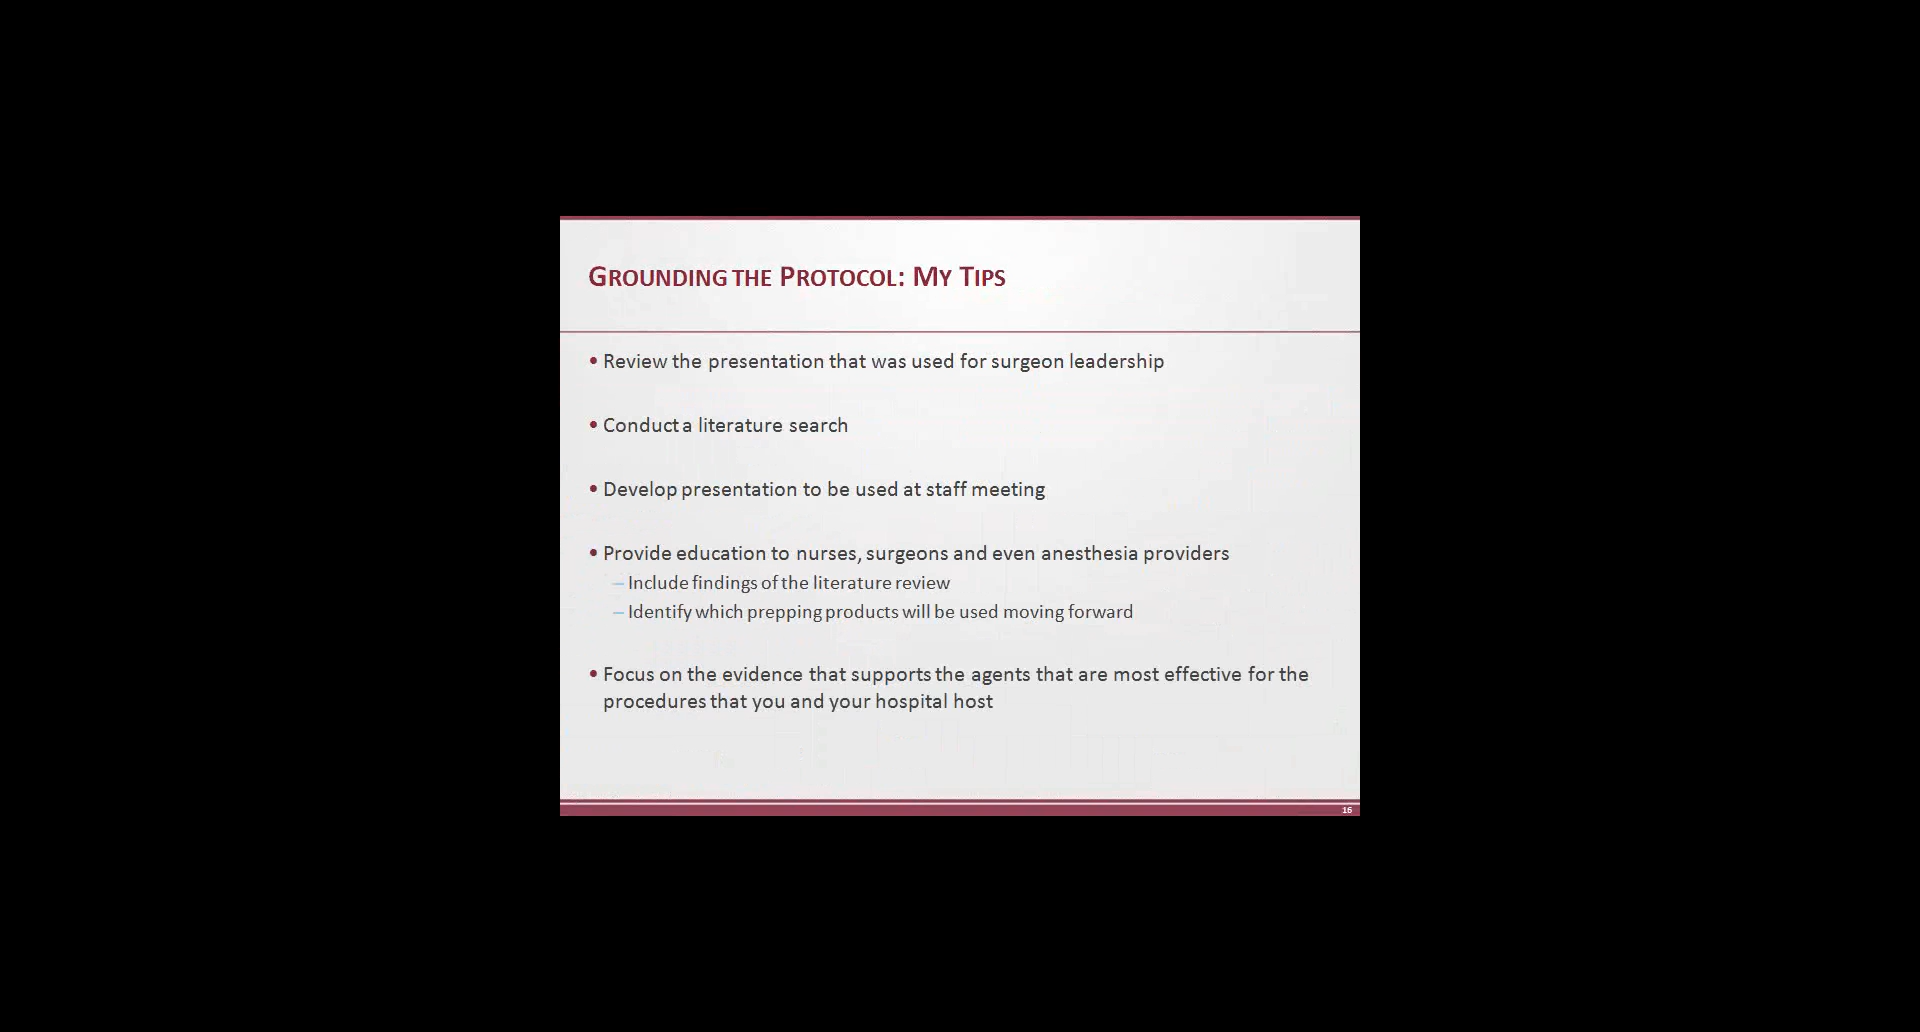 GROUNDING THE PROTOCOL: MY TIPS
• Review the presentation that was used for surgeon leadership
• Conduct a literature search
• Develop presentation to be used at staff meeting
• Provide education to nurses, surgeons and even anesthesia providers
– Include findings of the literature review
– Identify which prepping products will be used moving forward
• Focus on the evidence that supports the agents that are most effective for the
procedures that you and your hospital host
16